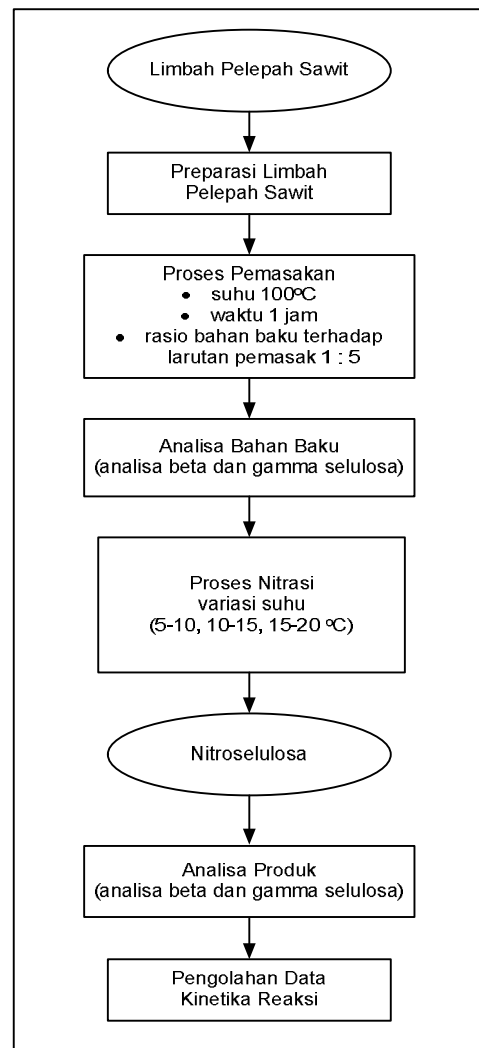 Limbah Pelepah Sawit
Preparasi Limbah
Pelepah Sawit
Proses Pemasakan
• suhu 100ºC
• waktu 1 jam
• rasio bahan baku terhadap
larutan pemasak 1 : 5
Analisa Bahan Baku
(analisa beta dan gamma selulosa)
Proses Nitrasi
variasi suhu
(5-10, 10-15, 15-20 ºC)
Nitroselulosa
Analisa Produk
(analisa beta dan gamma selulosa)
Pengolahan Data
Kinetika Reaksi